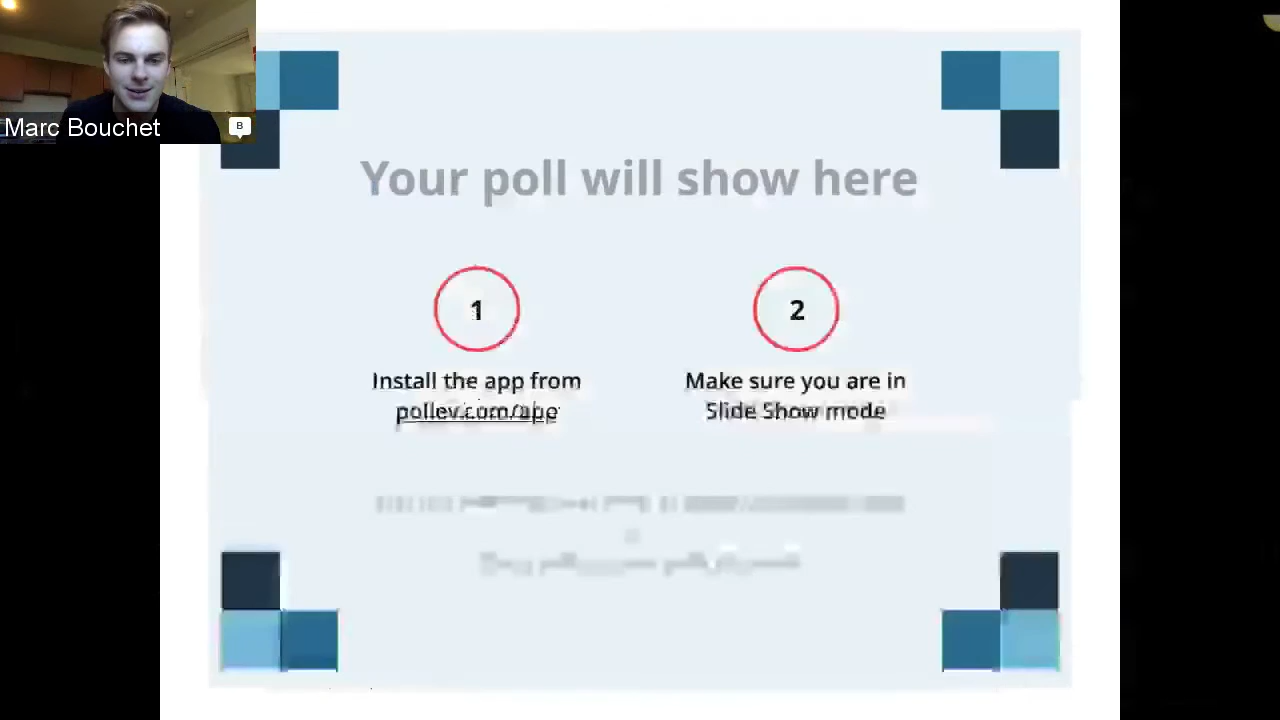 Marc Bouchet
B
Your poll will show here
1
2
Install the app from
pollev.com/app
Make sure you are in
Slide Show mode